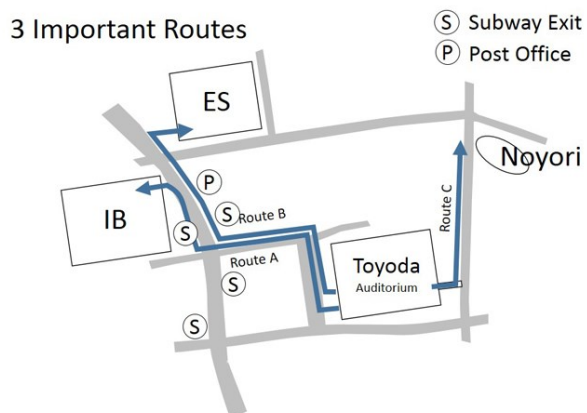 3 Important Routes
S Subway Exit
P Post Office
ES
Noyori
P
IB
S
Route B
S
Route A
Route C
Toyoda
Auditorium
S
S